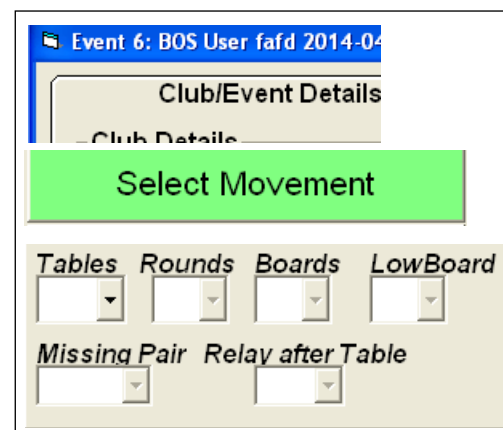 Event 6: BOS User fafd 2014-04
Club/Event Details
Club Details
Select Movement
Tables Rounds Boards LowBoard
Missing Pair Relay after Table